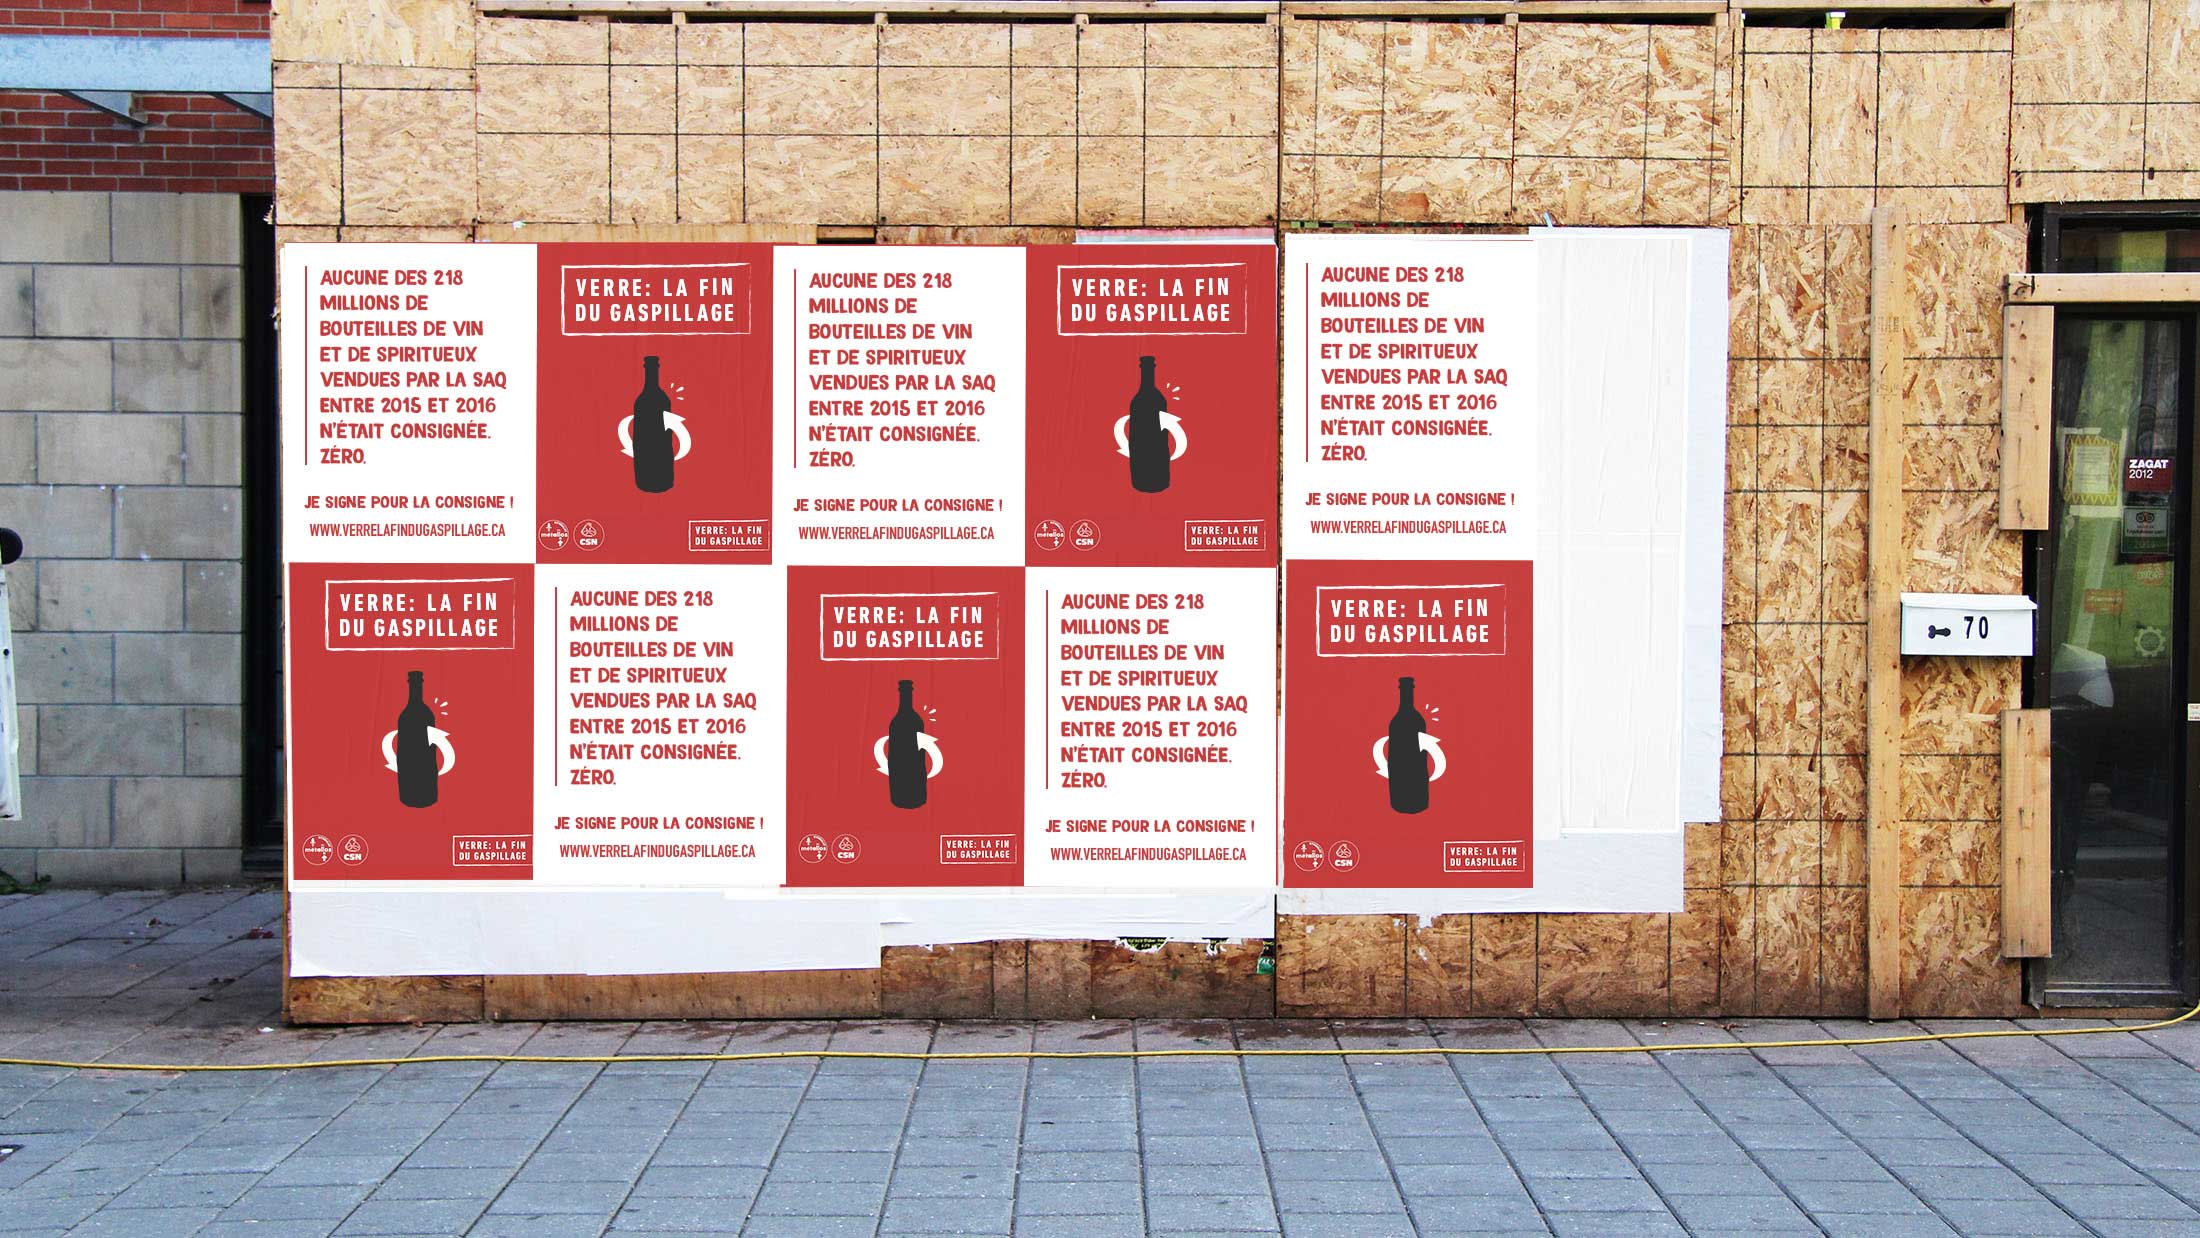 AUCUNE DES 218
MILLIONS DE
BOUTEILLES DE VIN
ET DE SPIRITUEUX
VENDUES PAR LA SAQ
ENTRE 2015 ET 2016
N'ÉTAIT CONSIGNÉE.
ZÉRO.
JE SIGNE POUR LA CONSIGNE !
WWW.VERRELAFINDUGASPILLAGE.CA
VERRE: LA FIN
DU GASPILLAGE
métallos
CSN
VERRE: LA FIN
DU GASPILLAGE
AUCUNE DES 218
MILLIONS DE
BOUTEILLES DE VIN
ET DE SPIRITUEUX
VENDUES PAR LA SAQ
ENTRE 2015 ET 2016
N'ÉTAIT CONSIGNÉE.
ZÉRO.
JE SIGNE POUR LA CONSIGNE !
WWW.VERRELAFINDUGASPILLAGE.CA
VERRE: LA FIN
DU GASPILLAGE
métallos
CSN
VERRE: LA FIN
DU GASPILLAGE
AUCUNE DES 218
MILLIONS DE
BOUTEILLES DE VIN
ET DE SPIRITUEUX
VENDUES PAR LA SAQ
ENTRE 2015 ET 2016
N'ÉTAIT CONSIGNÉE.
ZÉRO.
JE SIGNE POUR LA CONSIGNE !
WWW.VERRELAFINDUGASPILLAGE.CA
VERRE: LA FIN
DU GASPILLAGE
métallos
CSN
VERRE: LA FIN
DU GASPILLAGE
AUCUNE DES 218
MILLIONS DE
BOUTEILLES DE VIN
ET DE SPIRITUEUX
VENDUES PAR LA SAQ
ENTRE 2015 ET 2016
N'ÉTAIT CONSIGNÉE.
ZÉRO.
JE SIGNE POUR LA CONSIGNE !
WWW.VERRELAFINDUGASPILLAGE.CA
VERRE: LA FIN
DU GASPILLAGE
métallos
CSN
VERRE: LA FIN
DU GASPILLAGE
AUCUNE DES 218
MILLIONS DE
BOUTEILLES DE VIN
ET DE SPIRITUEUX
VENDUES PAR LA SAQ
ENTRE 2015 ET 2016
N'ÉTAIT CONSIGNÉE.
ZÉRO.
JE SIGNE POUR LA CONSIGNE !
WWW.VERRELAFINDUGASPILLAGE.CA
VERRE: LA FIN
DU GASPILLAGE
métallos
CSN
VERRE: LA FIN
DU GASPILLAGE
ZAGAT
2012
70